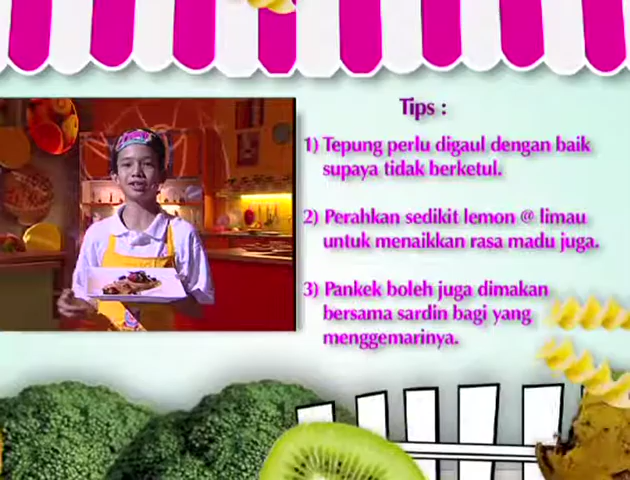 Tips :
1) Tepung perlu digaul dengan baik
supaya tidak berketul.
2) Perahkan sedikit lemon @ limau
untuk menaikkan rasa madu juga.
3) Pankek boleh juga dimakan
bersama sardin bagi yang
menggemarinya.